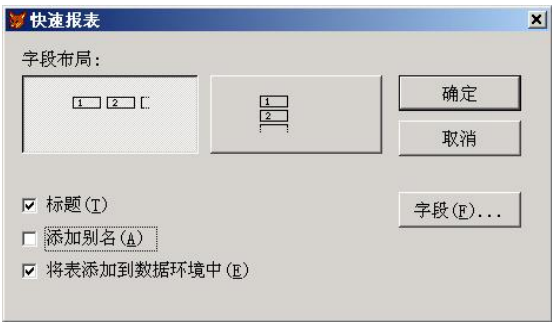 快速报表
字段布局:
1 2
1
2
确定
取消
标题(T)
字段(F)...
添加别名(A)
将表添加到数据环境中(E)